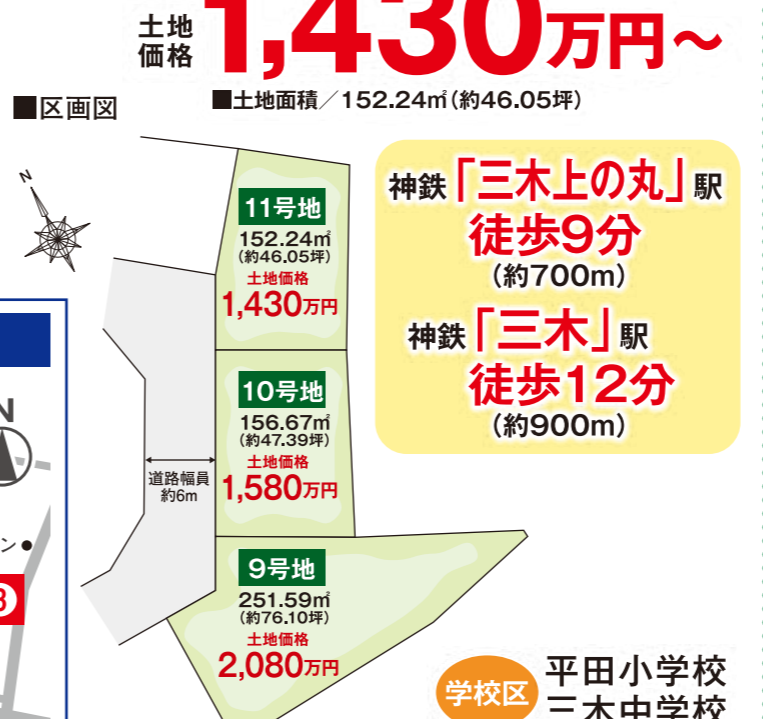 土地
価格
1,430万円～
■土地面積／152.24㎡(約46.05坪)
■区画図
N
11号地
152.24㎡
(約46.05坪)
土地価格
1,430万円
神鉄「三木上の丸」駅
徒歩9分
(約700m)
神鉄「三木」駅
徒歩12分
(約900m)
10号地
156.67㎡
(約47.39坪)
土地価格
1,580万円
道路幅員
約6m
N
ン●
9号地
251.59㎡
(約76.10坪)
土地価格
2,080万円
学校区
平田小学校
三木中学校